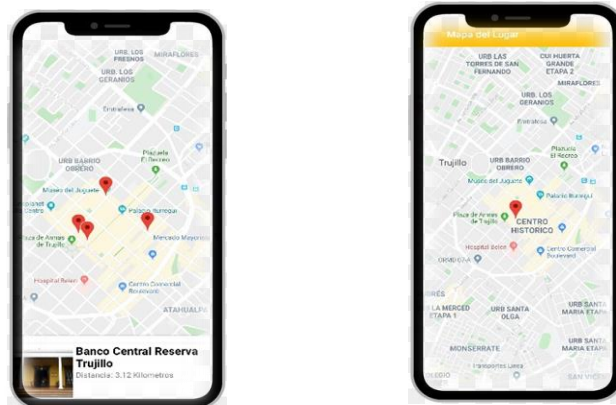 URB. LOS
FRESNOS
MIRAFLORES
URB. LOS
GERANIOS
Emtrafesa
Plazuela
El Recreo
URB BARRIO
OBRERO
Museo del Juguete
Palacio Iturregui
Plaza de Armas
de Trujillo
Mercado Mayorista
Hospital Belén
Centro Comercial
Boulevard
ATAHUALPA
Banco Central Reserva
Trujillo
Distancia: 3.12 Kilometros
Mapa del Lugar
URB LAS
TORRES DE SAN
FERNANDO
CUI HUERTA
GRANDE
ETAPA 2
MIRAFLORES
URB. LOS
GERANIOS
Emtrafesa
Plazuela
El Recreo
Trujillo
URB BARRIO
OBRERO
Museo del Juguete
Palacio Iturregui
Plaza de Armas
de Trujillo
CENTRO
HISTORICO
Hospital Belén
Centro Comercial
Boulevard
LA MERCED
ETAPA 1
URB SANTA
OLGA
URB SANTA
MARIA ETAPA
URB SANTA
MARIA ETAPA
MONSERRATE
Transportes Línea